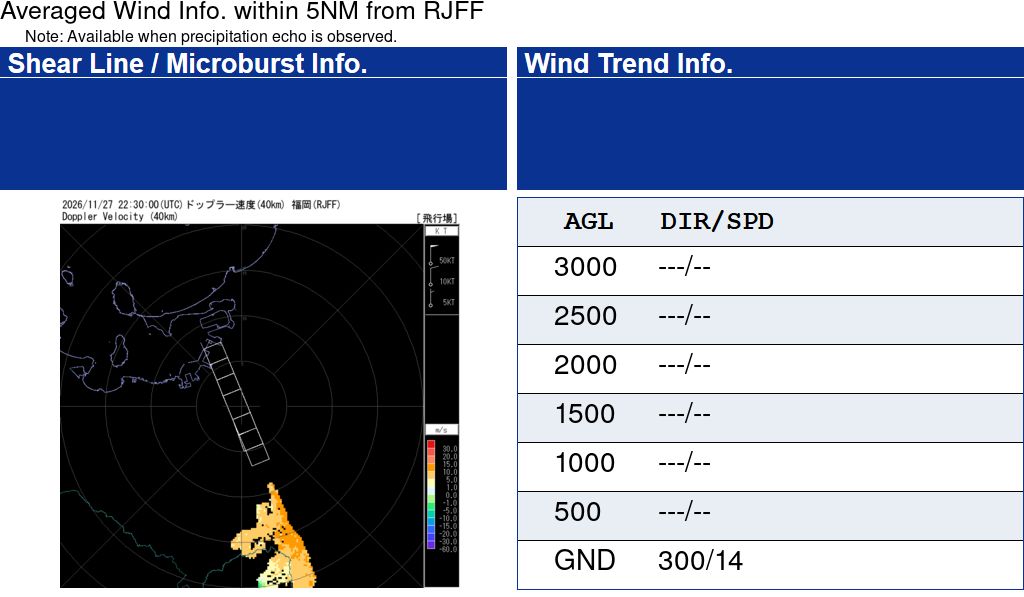 Averaged Wind Info. within 5NM from RJFF
Note: Available when precipitation echo is observed.
Shear Line / Microburst Info.
Wind Trend Info.
2026/11/27 22:30:00(UTC) ドップラー速度(40km) 福岡(RJFF)
Doppler Velocity (40km)
[飛行場]
K T
50KT
10KT
5KT
m/s
30.0
20.0
15.0
10.0
5.0
1.0
0.0
-1.0
-5.0
-10.0
-15.0
-20.0
-30.0
-60.0
AGL DIR/SPD
3000 ---/--
2500 ---/--
2000 ---/--
1500 ---/--
1000 ---/--
500 ---/--
GND 300/14